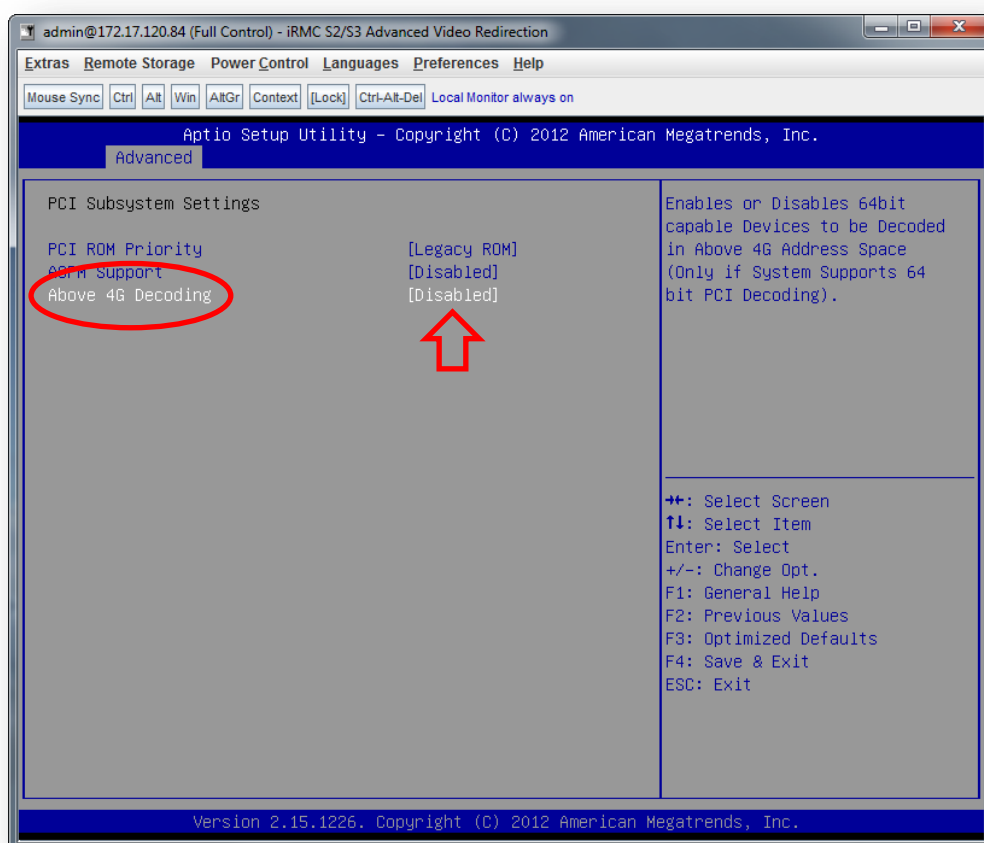 admin@172.17.120.84 (Full Control) - iRMC S2/S3 Advanced Video Redirection
Extras Remote Storage Power Control Languages Preferences Help
Mouse Sync Ctrl Alt Win AltGr Context [Lock] Ctrl-Alt-Del Local Monitor always on
Aptio Setup Utility – Copyright (C) 2012 American Megatrends, Inc.
Advanced
PCI Subsystem Settings
PCI ROM Priority [Legacy ROM]
ASPM Support [Disabled]
Above 4G Decoding [Disabled]
Enables or Disables 64bit
capable Devices to be Decoded
in Above 4G Address Space
(Only if System Supports 64
bit PCI Decoding).
→←: Select Screen
↑↓: Select Item
Enter: Select
+/-: Change Opt.
F1: General Help
F2: Previous Values
F3: Optimized Defaults
F4: Save & Exit
ESC: Exit
Version 2.15.1226. Copyright (C) 2012 American Megatrends, Inc.